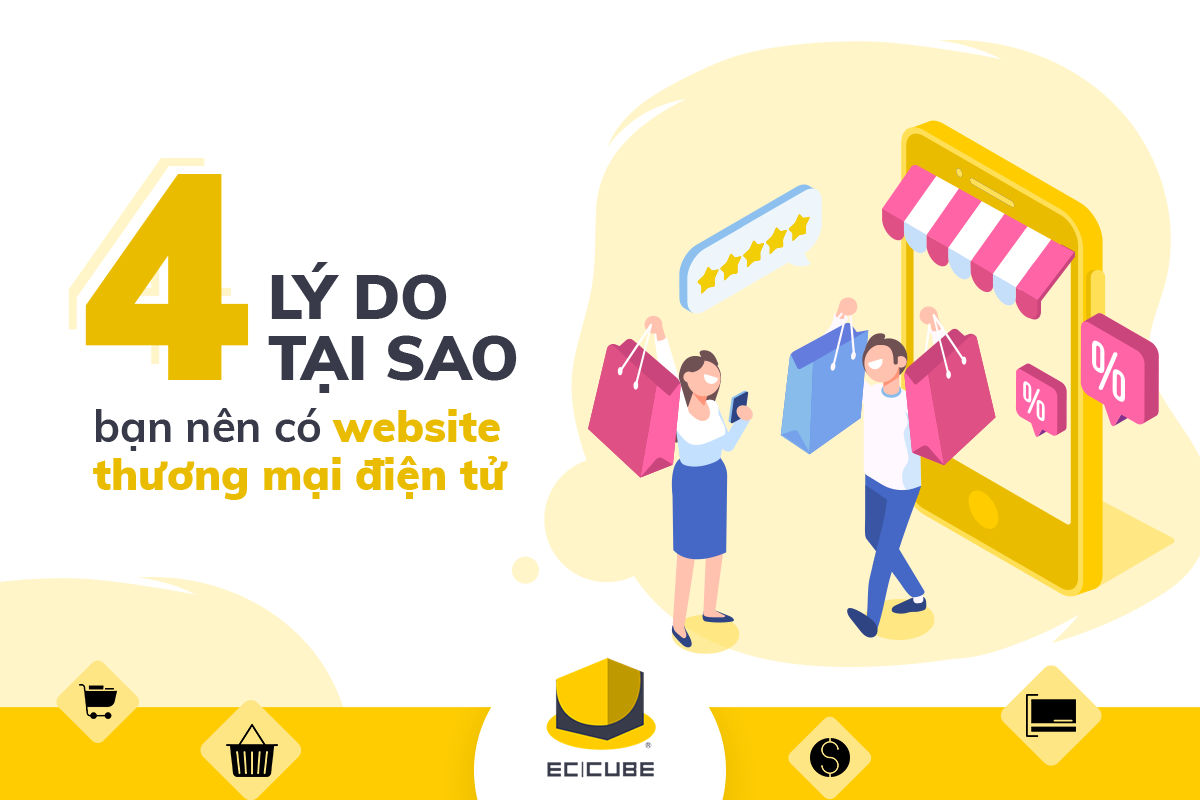 4 LÝ DO
TẠI SAO
bạn nên có website
thương mại điện tử
%
%
$
®
EC|CUBE